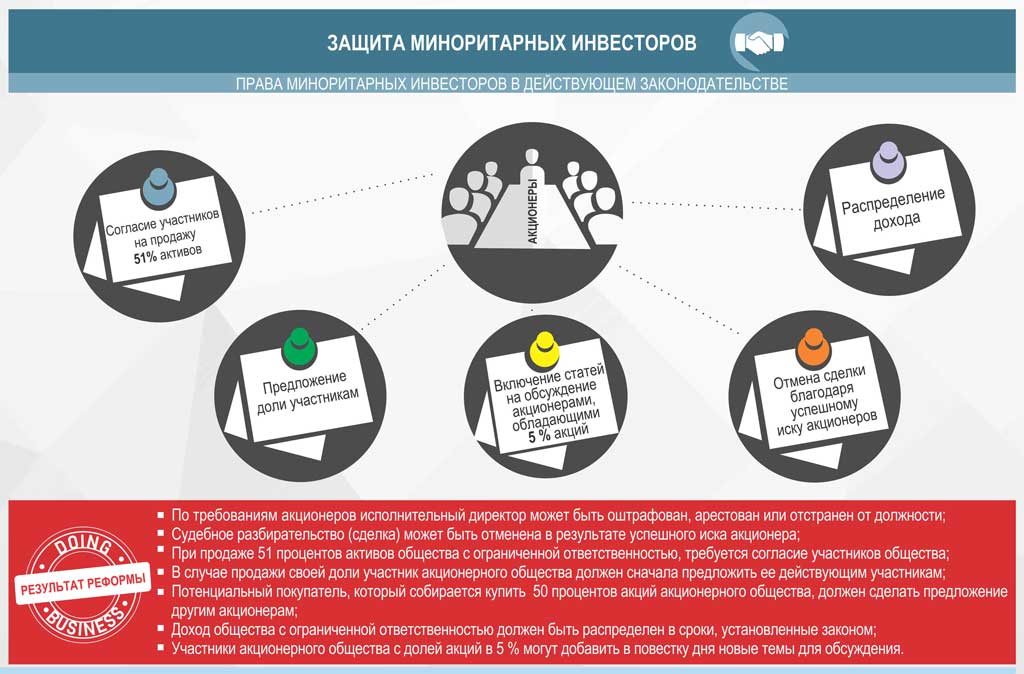 ЗАЩИТА МИНОРИТАРНЫХ ИНВЕСТОРОВ
ПРАВА МИНОРИТАРНЫХ ИНВЕСТОРОВ В ДЕЙСТВУЮЩЕМ ЗАКОНОДАТЕЛЬСТВЕ
Согласие участников
на продажу
51% активов
АКЦИОНЕРЫ
Распределение
дохода
Предложение
доли участникам
Включение статей
на обсуждение
акционерами,
обладающими
5 % акций
Отмена сделки
благодаря
успешному
иску акционеров
DOING
РЕЗУЛЬТАТ РЕФОРМЫ
BUSINESS
По требованиям акционеров исполнительный директор может быть оштрафован, арестован или отстранен от должности;
Судебное разбирательство (сделка) может быть отменена в результате успешного иска акционера;
При продаже 51 процентов активов общества с ограниченной ответственностью, требуется согласие участников общества;
В случае продажи своей доли участник акционерного общества должен сначала предложить ее действующим участникам;
Потенциальный покупатель, который собирается купить 50 процентов акций акционерного общества, должен сделать предложение
другим акционерам;
Доход общества с ограниченной ответственностью должен быть распределен в сроки, установленные законом;
Участники акционерного общества с долей акций в 5 % могут добавить в повестку дня новые темы для обсуждения.